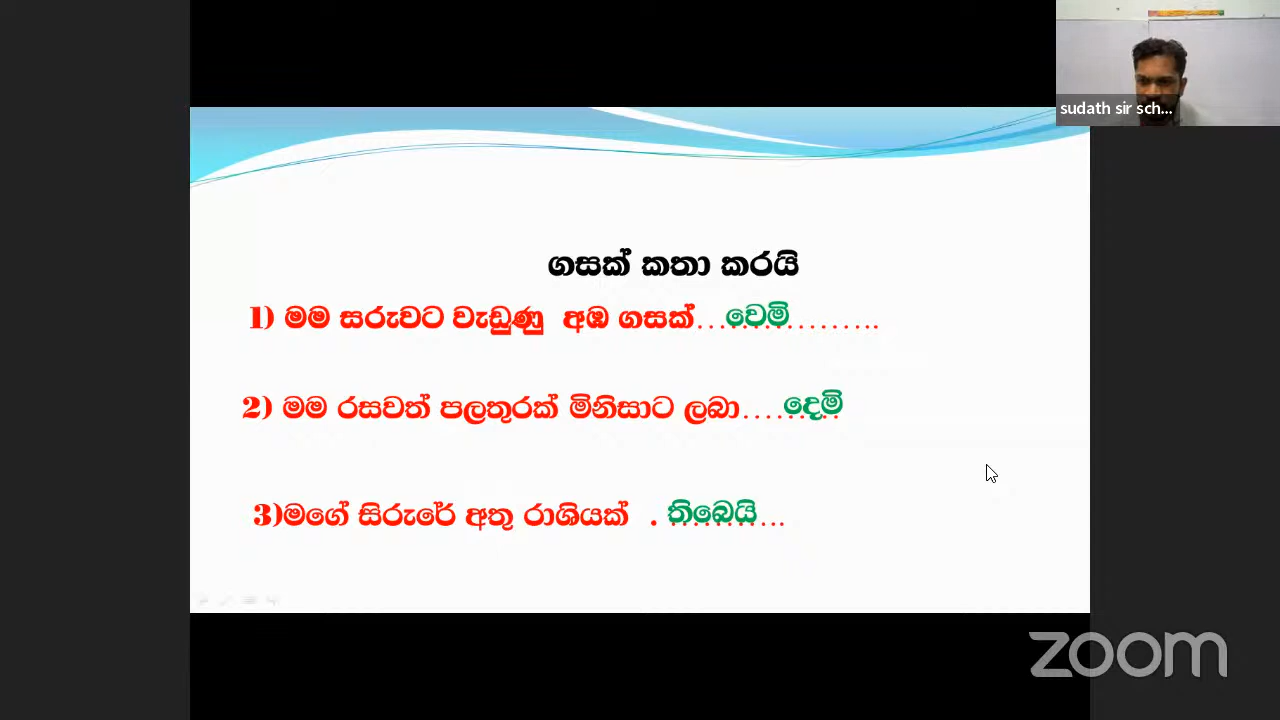 sudath sir sch...
ගසක් කතා කරයි
1) මම සරුවට වැඩුණු අඹ ගසක්...වෙමි...........
2) මම රසවත් පලතුරක් මිනිසාට ලබා....දෙමි
3)මගේ සිරුරේ අතු රාශියක් . තිබෙයි...
zoom